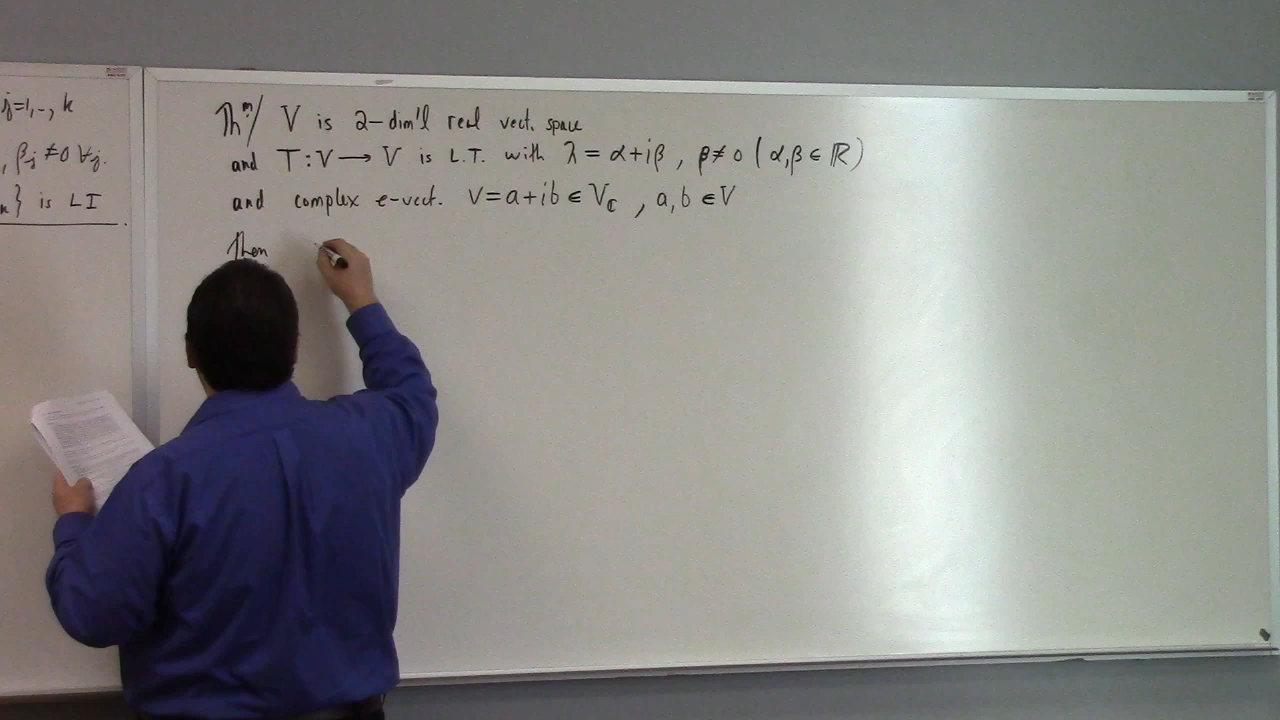 j=1,-, k
, βj ≠ 0 ∀j.
} is LI
Thm/ V is 2-dim'l real vect. space
and T: V → V is L.T. with λ = α+iβ, β≠0 (α,β ∈ ℝ)
and complex e-vect. V = a+ib ∈ Vℂ, a,b ∈ V
Then